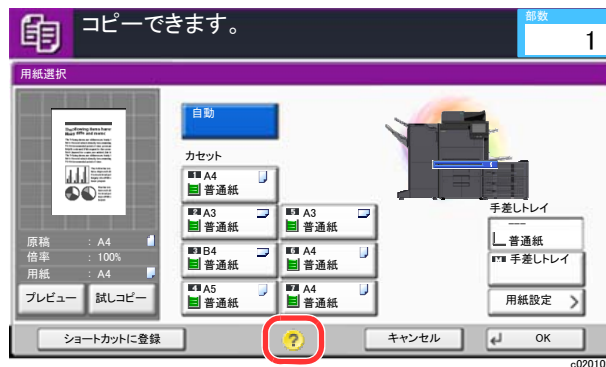 コピーできます。
部数
1
用紙選択
自動
カセット
1 A4
普通紙
2 A3
普通紙
5 A3
普通紙
3 B4
普通紙
6 A4
普通紙
4 A5
普通紙
7 A4
普通紙
手差しトレイ
---
普通紙
手差しトレイ
用紙設定
原稿 : A4
倍率 : 100%
用紙 : A4
プレビュー
試しコピー
ショートカットに登録
?
キャンセル
OK
c02010